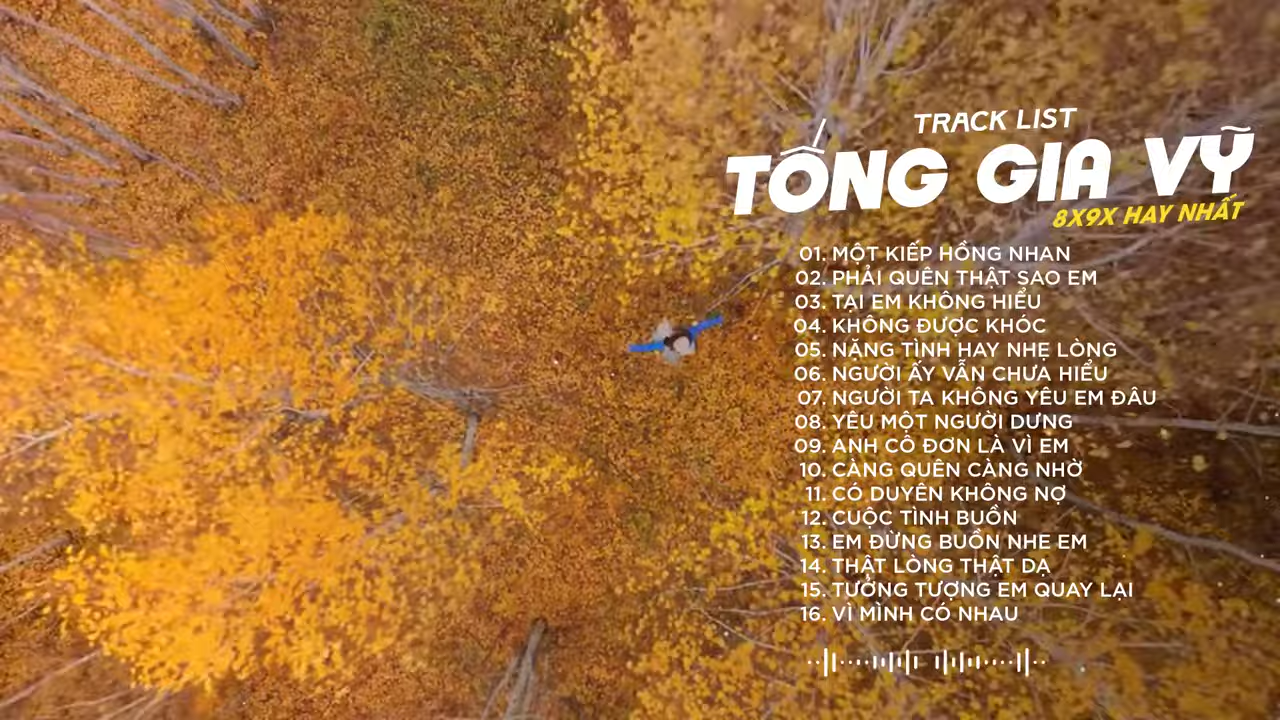 TRACK LIST
TỐNG GIA VỸ
8X9X HAY NHẤT
01. MỘT KIẾP HỒNG NHAN
02. PHẢI QUÊN THẬT SAO EM
03. TẠI EM KHÔNG HIỂU
04. KHÔNG ĐƯỢC KHÓC
05. NẶNG TÌNH HAY NHẸ LÒNG
06. NGƯỜI ẤY VẪN CHƯA HIỂU
07. NGƯỜI TA KHÔNG YÊU EM ĐÂU
08. YÊU MỘT NGƯỜI DƯNG
09. ANH CÔ ĐƠN LÀ VÌ EM
10. CÀNG QUÊN CÀNG NHỜ
11. CÓ DUYÊN KHÔNG NỢ
12. CUỘC TÌNH BUỒN
13. EM ĐỪNG BUỒN NHE EM
14. THẬT LÒNG THẬT DẠ
15. TƯỞNG TƯỢNG EM QUAY LẠI
16. VÌ MÌNH CÓ NHAU